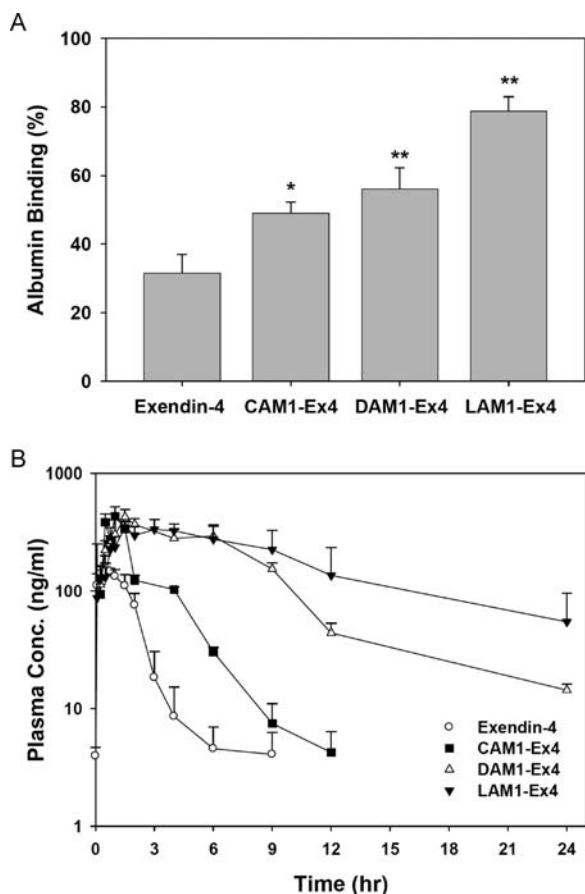 A
Albumin Binding (%)
100
80
60
40
20
0
*
**
**
Exendin-4 CAM1-Ex4 DAM1-Ex4 LAM1-Ex4
B
Plasma Conc. (ng/ml)
1000
100
10
1
Exendin-4
CAM1-Ex4
DAM1-Ex4
LAM1-Ex4
0 3 6 9 12 15 18 21 24
Time (hr)